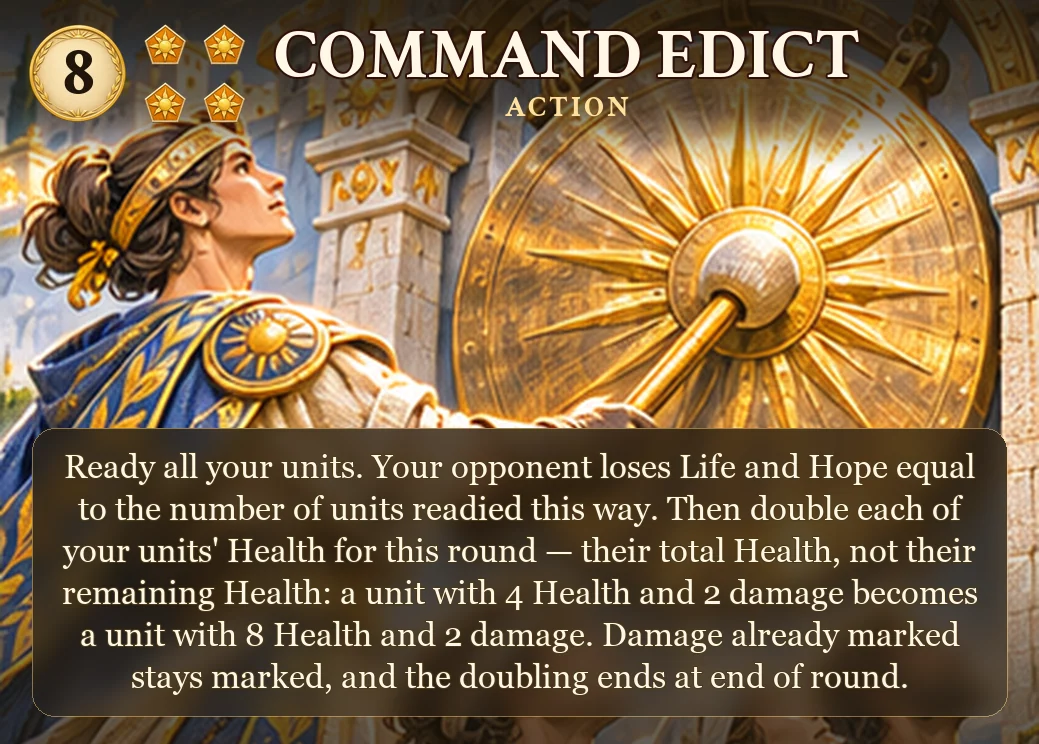 8
COMMAND EDICT
ACTION
Ready all your units. Your opponent loses Life and Hope equal
to the number of units readied this way. Then double each of
your units' Health for this round — their total Health, not their
remaining Health: a unit with 4 Health and 2 damage becomes
a unit with 8 Health and 2 damage. Damage already marked
stays marked, and the doubling ends at end of round.